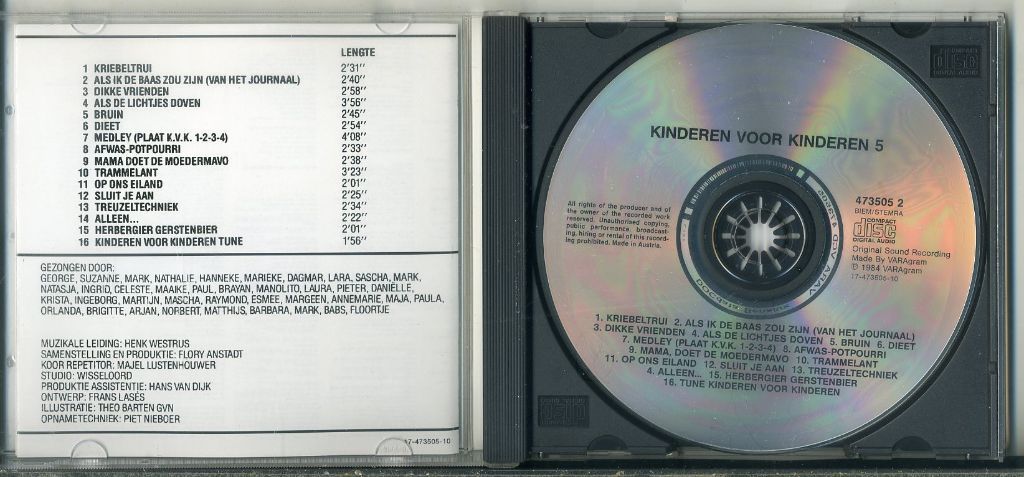 LENGTE
1 KRIEBELTRUI 2'31''
2 ALS IK DE BAAS ZOU ZIJN (VAN HET JOURNAAL) 2'40''
3 DIKKE VRIENDEN 2'58''
4 ALS DE LICHTJES DOVEN 3'56''
5 BRUIN 2'45''
6 DIEET 2'54''
7 MEDLEY (PLAAT K.V.K. 1-2-3-4) 4'08''
8 AFWAS-POTPOURRI 2'33''
9 MAMA DOET DE MOEDERMAVO 2'38''
10 TRAMMELANT 3'23''
11 OP ONS EILAND 2'01''
12 SLUIT JE AAN 2'25''
13 TREUZELTECHNIEK 2'34''
14 ALLEEN... 2'22''
15 HERBERGIER GERSTENBIER 2'01''
16 KINDEREN VOOR KINDEREN TUNE 1'56''
GEZONGEN DOOR:
GEORGE, SUZANNE, MARK, NATHALIE, HANNEKE, MARIEKE, DAGMAR, LARA, SASCHA, MARK,
NATASJA, INGRID, CELESTE, MAAIKE, PAUL, BRAYAN, MANOLITO, LAURA, PIETER, DANIËLLE,
KRISTA, INGEBORG, MARTIJN, MASCHA, RAYMOND, ESMEE, MARGEEN, ANNEMARIE, MAJA, PAULA,
ORLANDA, BRIGITTE, ARJAN, NORBERT, MATTHIJS, BARBARA, MARK, BABS, FLOORTJE
MUZIKALE LEIDING: HENK WESTRUS
SAMENSTELLING EN PRODUKTIE: FLORY ANSTADT
KOOR REPETITOR: MAJEL LUSTENHOUWER
STUDIO: WISSELOORD
PRODUKTIE ASSISTENTIE: HANS VAN DIJK
ONTWERP: FRANS LASÈS
ILLUSTRATIE: THEO BARTEN GVN
OPNAMETECHNIEK: PIET NIEBOER
17-473505-10
COMPACT
disc
DIGITAL AUDIO
KINDEREN VOOR KINDEREN 5
All rights of the producer and of
the owner of the recorded work
reserved. Unauthorised copying,
public performance, broadcast-
ing, hiring or rental of this record-
ing prohibited. Made in Austria.
473505 2
BIEM/STEMRA
COMPACT
disc
DIGITAL AUDIO
Original Sound Recording
Made By VARAgram
℗ 1984 VARAgram
17-473505-10
1. KRIEBELTRUI 2. ALS IK DE BAAS ZOU ZIJN (VAN HET JOURNAAL)
3. DIKKE VRIENDEN 4. ALS DE LICHTJES DOVEN 5. BRUIN 6. DIEET
7. MEDLEY (PLAAT K.V.K. 1-2-3-4) 8. AFWAS-POTPOURRI
9. MAMA, DOET DE MOEDERMAVO 10. TRAMMELANT
11. OP ONS EILAND 12. SLUIT JE AAN 13. TREUZELTECHNIEK
4. ALLEEN... 15. HERBERGIER GERSTENBIER
16. TUNE KINDEREN VOOR KINDEREN